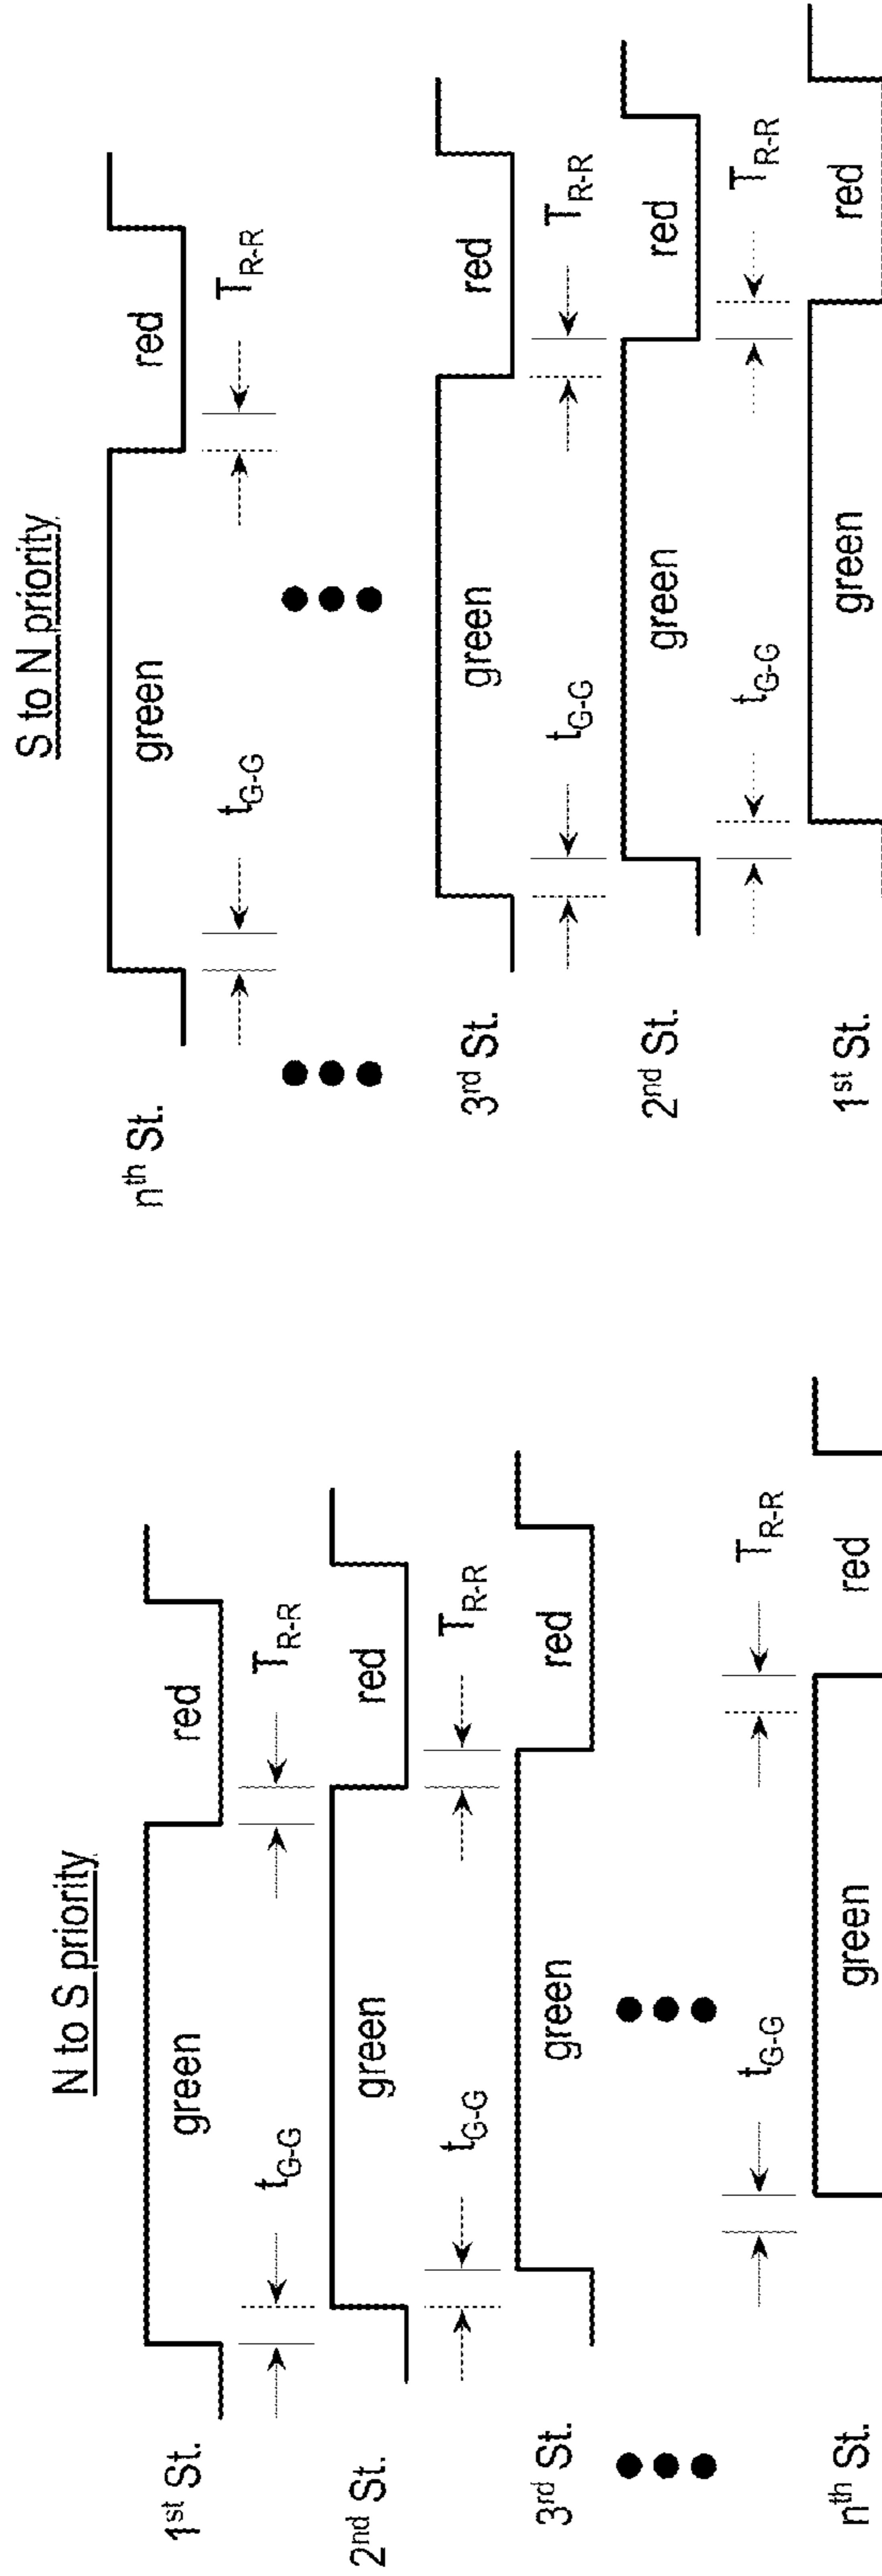 N to S priority
1st St.
green
red
tG-G
TR-R
2nd St.
green
red
tG-G
TR-R
3rd St.
green
red
tG-G
TR-R
nth St.
green
red
S to N priority
nth St.
green
red
tG-G
TR-R
3rd St.
green
red
tG-G
TR-R
2nd St.
green
red
tG-G
TR-R
1st St.
green
red